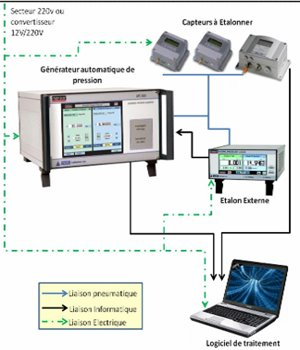 Secteur 220v ou
convertisseur
12V/220V
Capteurs à Etalonner
Générateur automatique de
pression
Etalon Externe
Liaison pneumatique
Liaison Informatique
Liaison Electrique
Logiciel de traitement